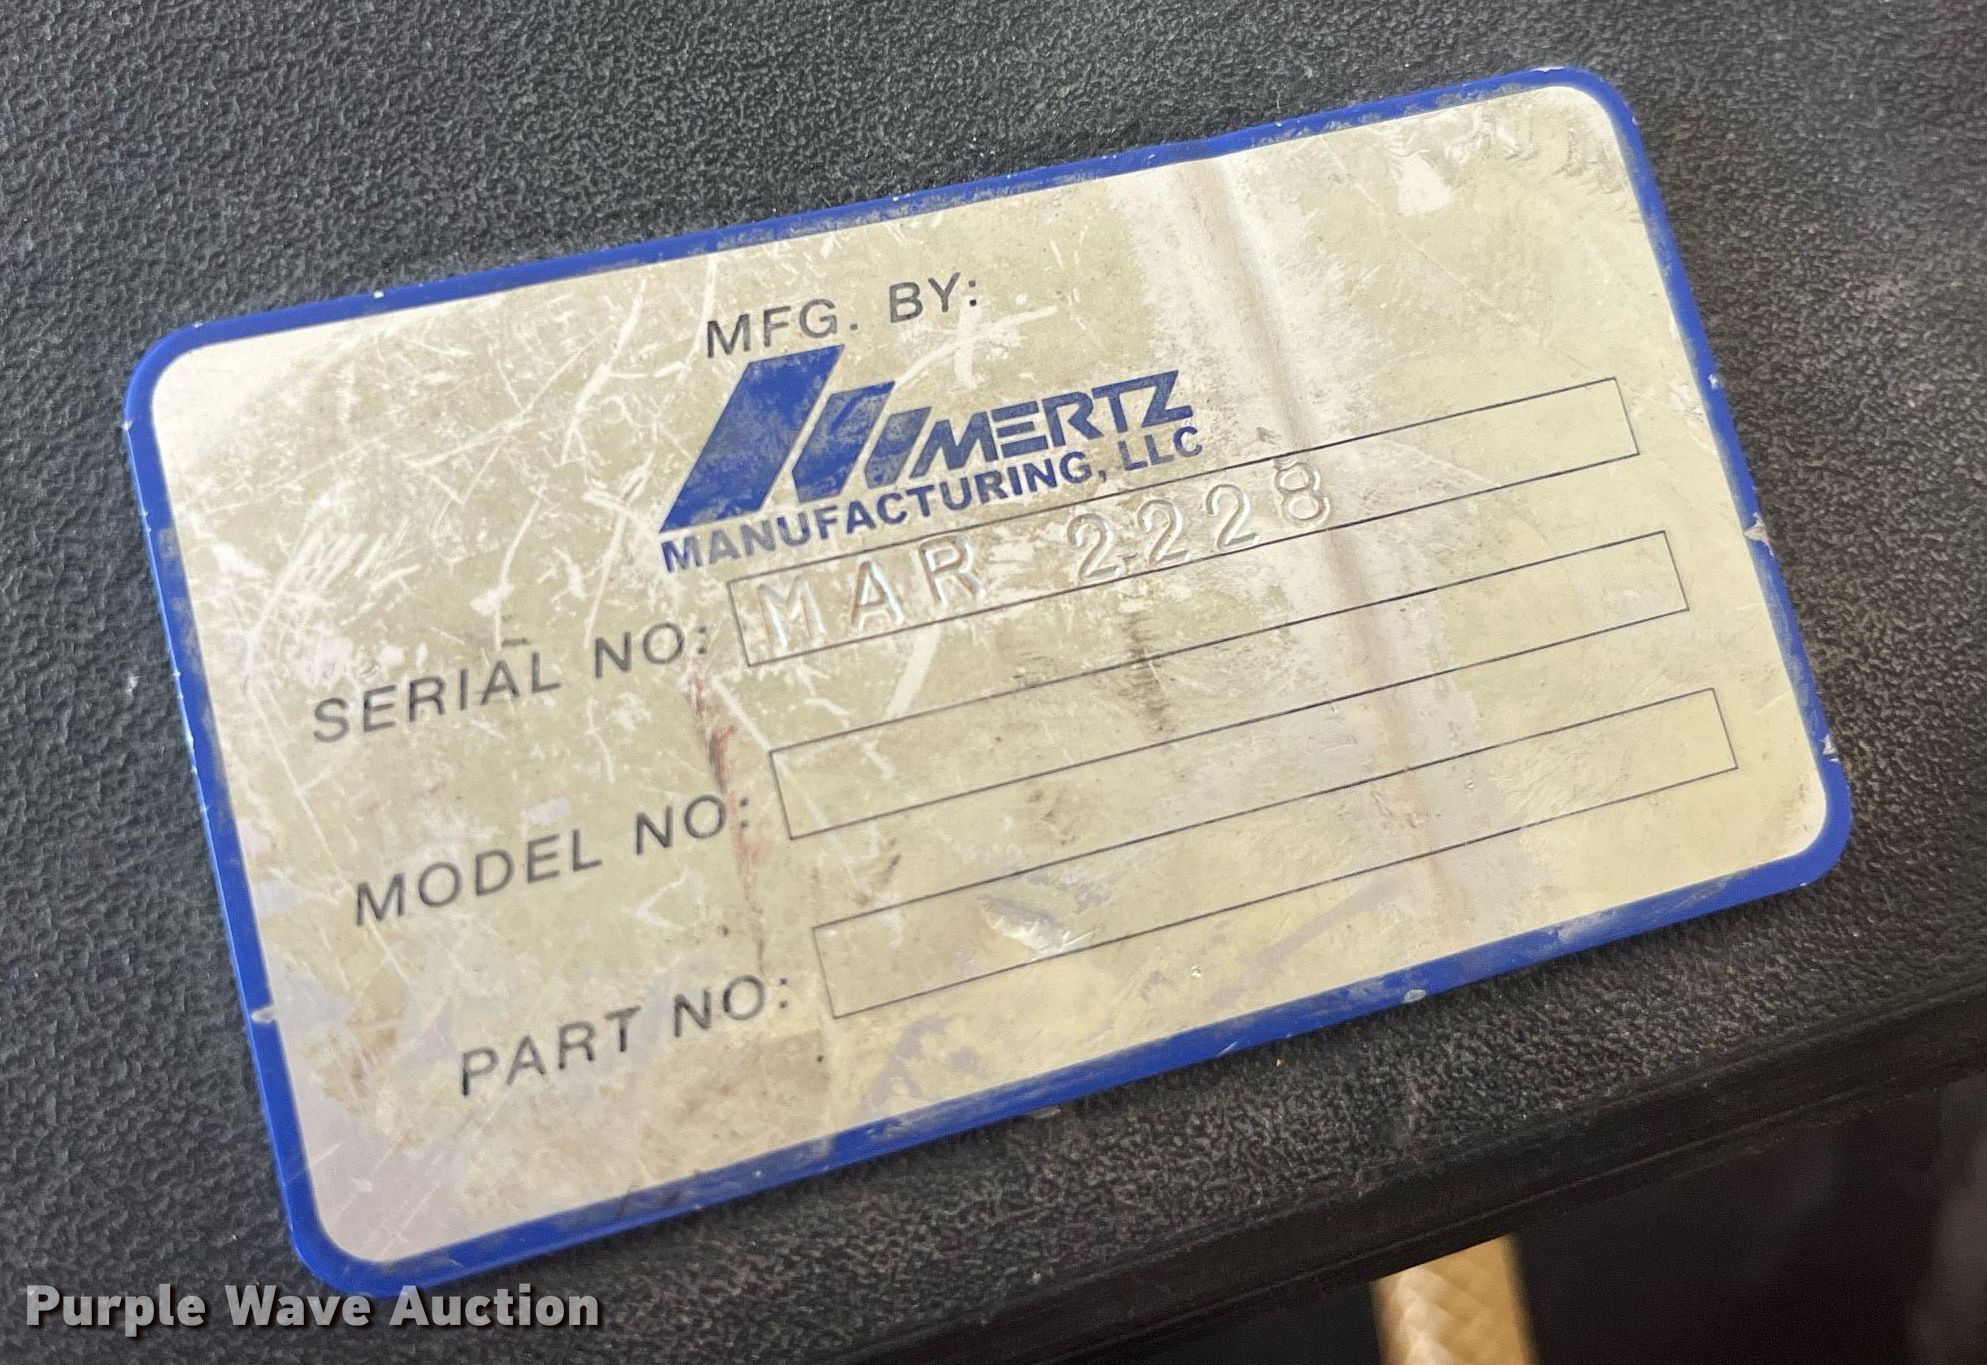 MFG. BY:
MERTZ
MANUFACTURING, LLC
SERIAL NO: MAR 2228
MODEL NO:
PART NO:
Purple Wave Auction